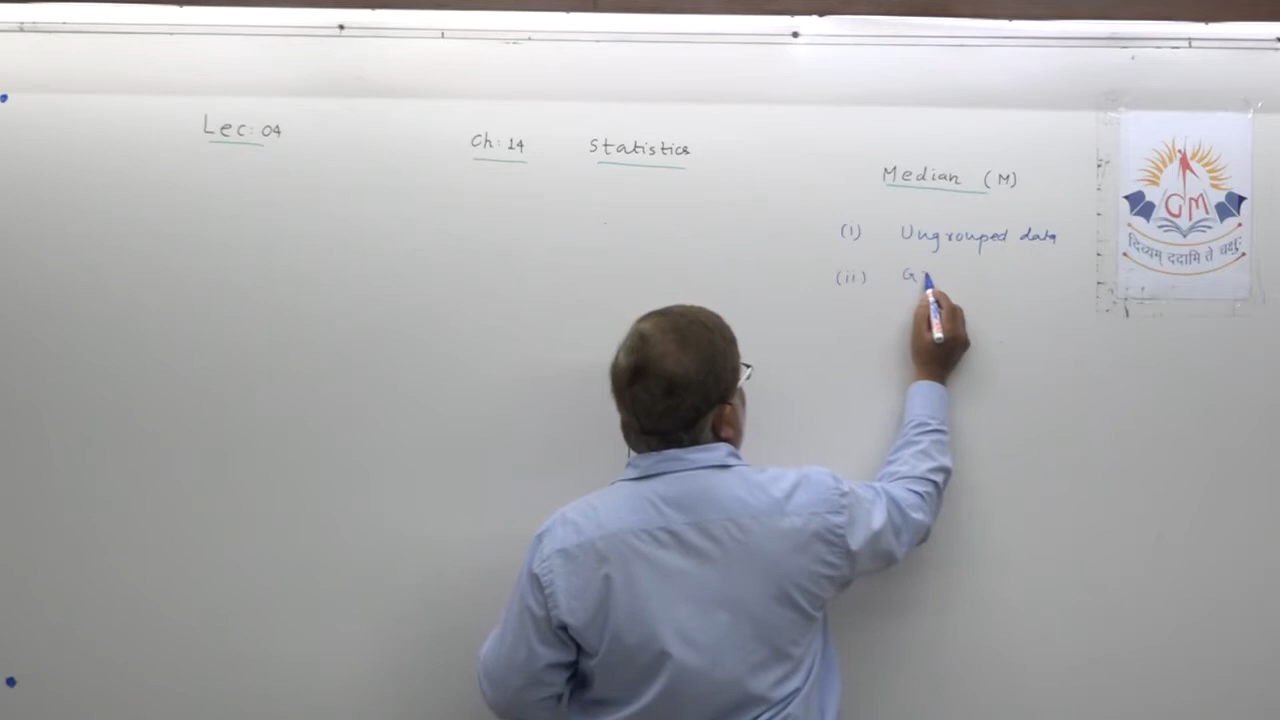 Lec: 04
Ch: 14 Statistics
Median (M)
(i) Ungrouped data
(ii) G
GM
दिव्यम् ददामि ते चक्षुः